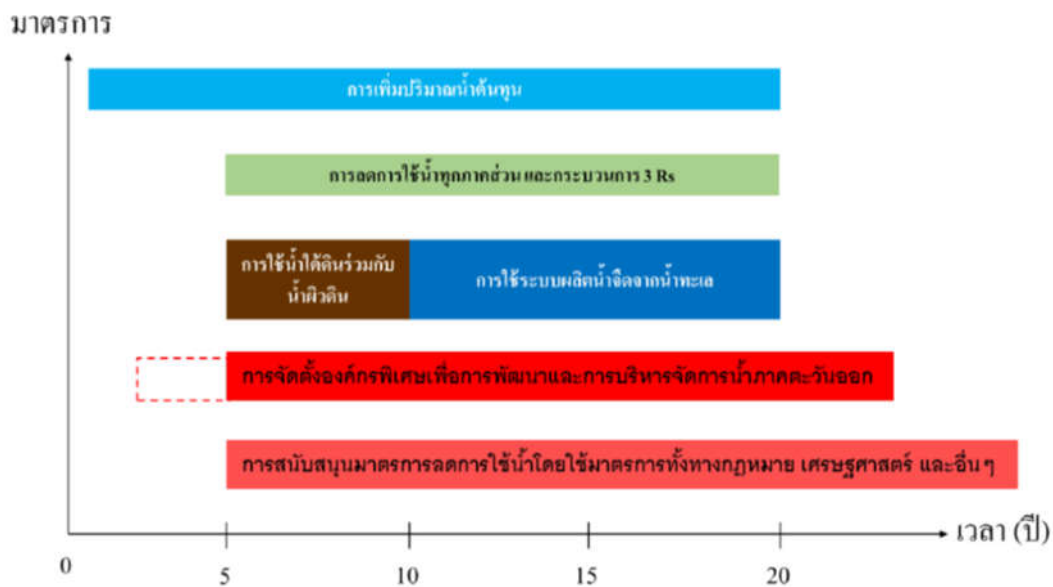 มาตรการ
การเพิ่มปริมาณน้ำต้นทุน
การลดการใช้น้ำทุกภาคส่วน และกระบวนการ 3 Rs
การใช้น้ำใต้ดินร่วมกับ
น้ำผิวดิน
การใช้ระบบผลิตน้ำจืดจากน้ำทะเล
การจัดตั้งองค์กรพิเศษเพื่อการพัฒนาและการบริหารจัดการน้ำภาคตะวันออก
การสนับสนุนมาตรการลดการใช้น้ำโดยใช้มาตรการทั้งทางกฎหมาย เศรษฐศาสตร์ และอื่นๆ
เวลา (ปี)
0 5 10 15 20